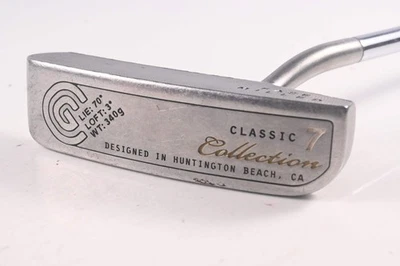 LIE: 70°
LOFT: 3°
WT: 340g
CLASSIC 7
Collection
DESIGNED IN HUNTINGTON BEACH, CA